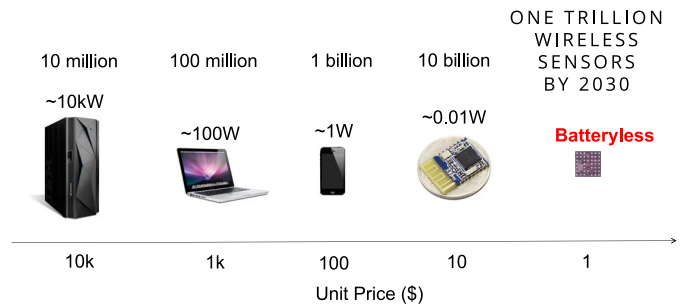 10 million
100 million
1 billion
10 billion
ONE TRILLION
WIRELESS
SENSORS
BY 2030
~10kW
~100W
~1W
~0.01W
Batteryless
10k
1k
100
10
1
Unit Price ($)